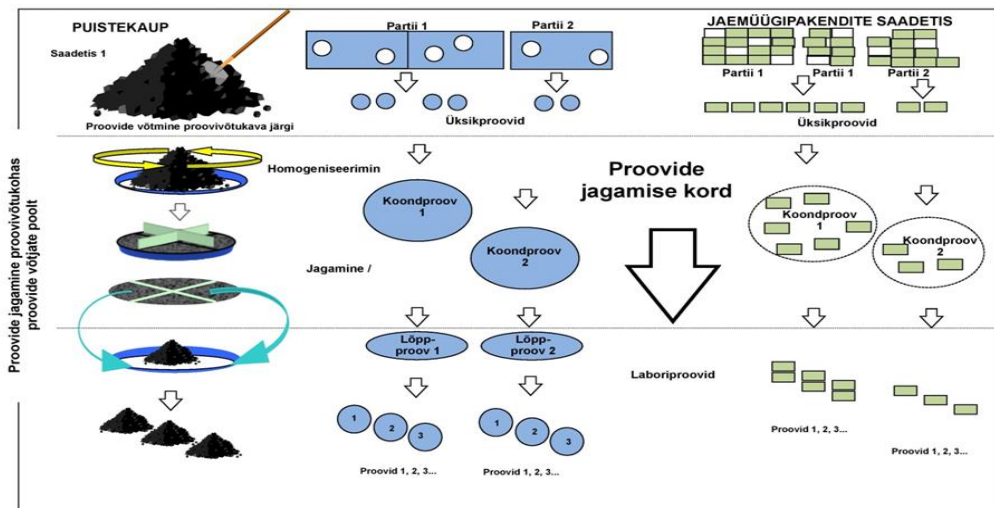 PUISTEKAUP
Saadetis 1
Proovide võtmine proovivõtukava järgi
Partii 1
Partii 2
Üksikproovid
JAEMÜÜGIPAKENDITE SAADETIS
Partii 1
Partii 1
Partii 2
Üksikproovid
Proovide jagamine proovivõtukohas
proovide võtjate poolt
Homogeniseerimin
Jagamine /
Koondproov
1
Koondproov
2
Proovide
jagamise kord
Koondproov
1
Koondproov
2
Lõpp-
proov 1
Lõpp-
proov 2
Laboriproovid
1
2
3
1
2
3
Proovid 1, 2, 3...
Proovid 1, 2, 3...
Proovid 1, 2, 3...
Proovid 1, 2, 3...